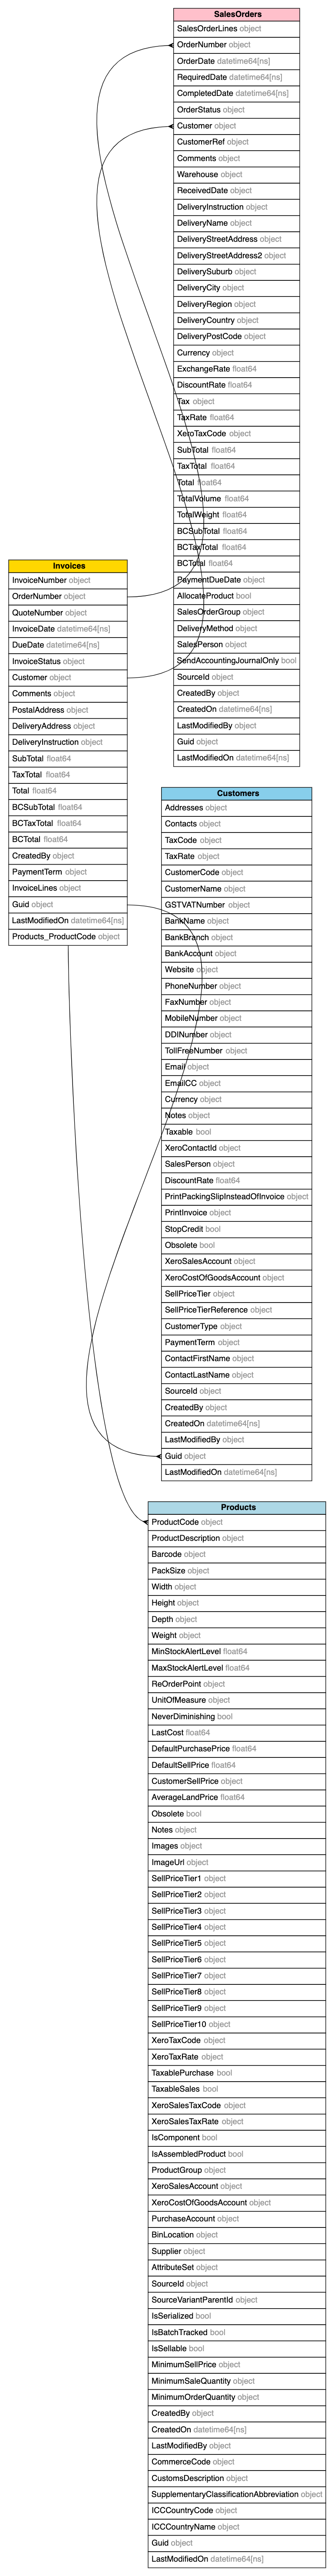 SalesOrders
SalesOrderLines object
OrderNumber object
OrderDate datetime64[ns]
RequiredDate datetime64[ns]
CompletedDate datetime64[ns]
OrderStatus object
Customer object
CustomerRef object
Comments object
Warehouse object
ReceivedDate object
DeliveryInstruction object
DeliveryName object
DeliveryStreetAddress object
DeliveryStreetAddress2 object
DeliverySuburb object
DeliveryCity object
DeliveryRegion object
DeliveryCountry object
DeliveryPostCode object
Currency object
ExchangeRate float64
DiscountRate float64
Tax object
TaxRate float64
XeroTaxCode object
SubTotal float64
TaxTotal float64
Total float64
TotalVolume float64
TotalWeight float64
BCSubTotal float64
BCTaxTotal float64
BCTotal float64
PaymentDueDate object
AllocateProduct bool
SalesOrderGroup object
DeliveryMethod object
SalesPerson object
SendAccountingJournalOnly bool
SourceId object
CreatedBy object
CreatedOn datetime64[ns]
LastModifiedBy object
Guid object
LastModifiedOn datetime64[ns]
Invoices
InvoiceNumber object
OrderNumber object
QuoteNumber object
InvoiceDate datetime64[ns]
DueDate datetime64[ns]
InvoiceStatus object
Customer object
Comments object
PostalAddress object
DeliveryAddress object
DeliveryInstruction object
SubTotal float64
TaxTotal float64
Total float64
BCSubTotal float64
BCTaxTotal float64
BCTotal float64
CreatedBy object
PaymentTerm object
InvoiceLines object
Guid object
LastModifiedOn datetime64[ns]
Products_ProductCode object
Customers
Addresses object
Contacts object
TaxCode object
TaxRate object
CustomerCode object
CustomerName object
GSTVATNumber object
BankName object
BankBranch object
BankAccount object
Website object
PhoneNumber object
FaxNumber object
MobileNumber object
DDINumber object
TollFreeNumber object
Email object
EmailCC object
Currency object
Notes object
Taxable bool
XeroContactId object
SalesPerson object
DiscountRate float64
PrintPackingSlipInsteadOfInvoice object
PrintInvoice object
StopCredit bool
Obsolete bool
XeroSalesAccount object
XeroCostOfGoodsAccount object
SellPriceTier object
SellPriceTierReference object
CustomerType object
PaymentTerm object
ContactFirstName object
ContactLastName object
SourceId object
CreatedBy object
CreatedOn datetime64[ns]
LastModifiedBy object
Guid object
LastModifiedOn datetime64[ns]
Products
ProductCode object
ProductDescription object
Barcode object
PackSize object
Width object
Height object
Depth object
Weight object
MinStockAlertLevel float64
MaxStockAlertLevel float64
ReOrderPoint object
UnitOfMeasure object
NeverDiminishing bool
LastCost float64
DefaultPurchasePrice float64
DefaultSellPrice float64
CustomerSellPrice object
AverageLandPrice float64
Obsolete bool
Notes object
Images object
ImageUrl object
SellPriceTier1 object
SellPriceTier2 object
SellPriceTier3 object
SellPriceTier4 object
SellPriceTier5 object
SellPriceTier6 object
SellPriceTier7 object
SellPriceTier8 object
SellPriceTier9 object
SellPriceTier10 object
XeroTaxCode object
XeroTaxRate object
TaxablePurchase bool
TaxableSales bool
XeroSalesTaxCode object
XeroSalesTaxRate object
IsComponent bool
IsAssembledProduct bool
ProductGroup object
XeroSalesAccount object
XeroCostOfGoodsAccount object
PurchaseAccount object
BinLocation object
Supplier object
AttributeSet object
SourceId object
SourceVariantParentId object
IsSerialized bool
IsBatchTracked bool
IsSellable bool
MinimumSellPrice object
MinimumSaleQuantity object
MinimumOrderQuantity object
CreatedBy object
CreatedOn datetime64[ns]
LastModifiedBy object
CommerceCode object
CustomsDescription object
SupplementaryClassificationAbbreviation object
ICCCountryCode object
ICCCountryName object
Guid object
LastModifiedOn datetime64[ns]